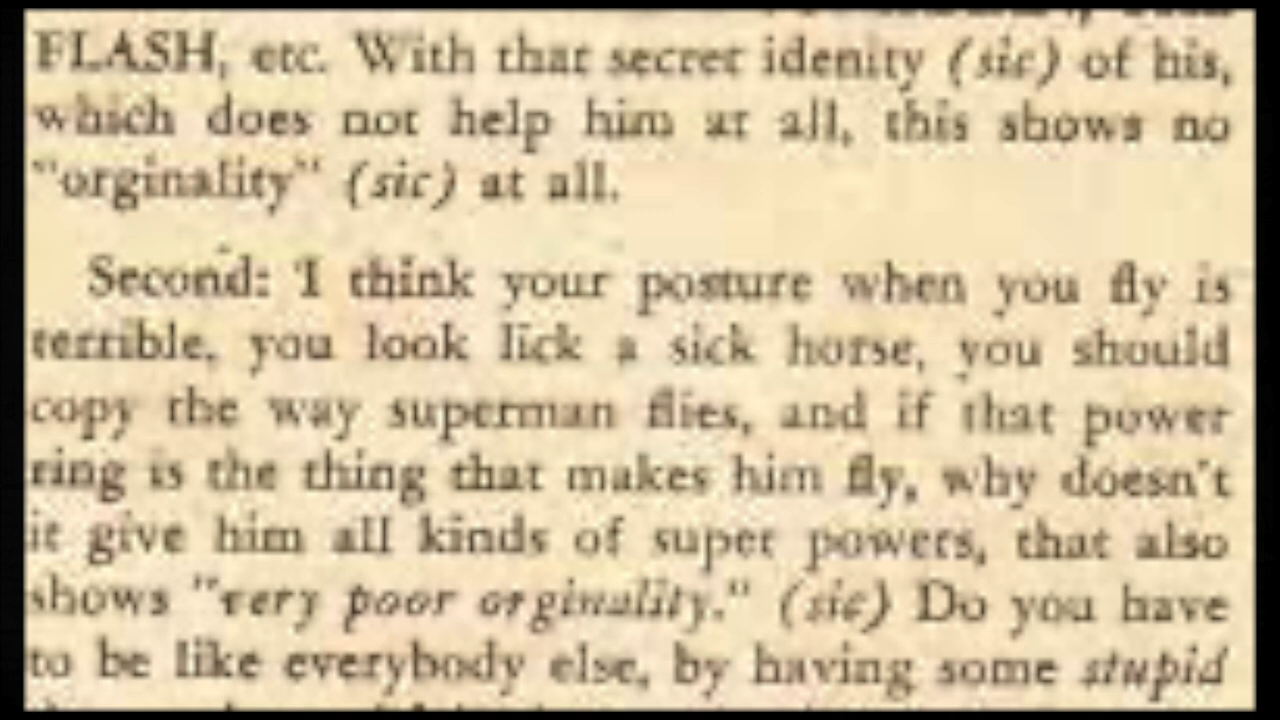 FLASH, etc. With that secret idenity (sic) of his,
which does not help him at all, this shows no
"orginality" (sic) at all.
Second: I think your posture when you fly is
terrible, you look lick a sick horse, you should
copy the way superman flies, and if that power
ring is the thing that makes him fly, why doesn't
it give him all kinds of super powers, that also
shows "very poor orginality." (sic) Do you have
to be like everybody else, by having some stupid